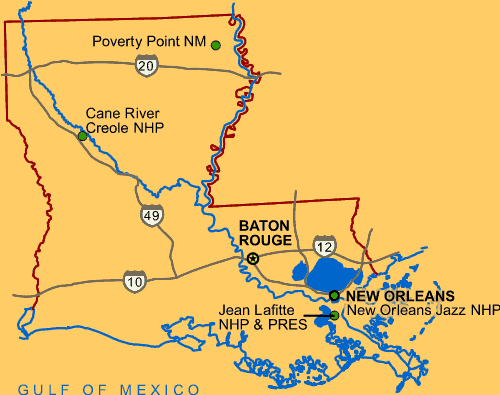 Poverty Point NM
20
Cane River
Creole NHP
49
BATON
ROUGE
12
10
NEW ORLEANS
Jean Lafitte
NHP & PRES
New Orleans Jazz NHP
GULF OF MEXICO